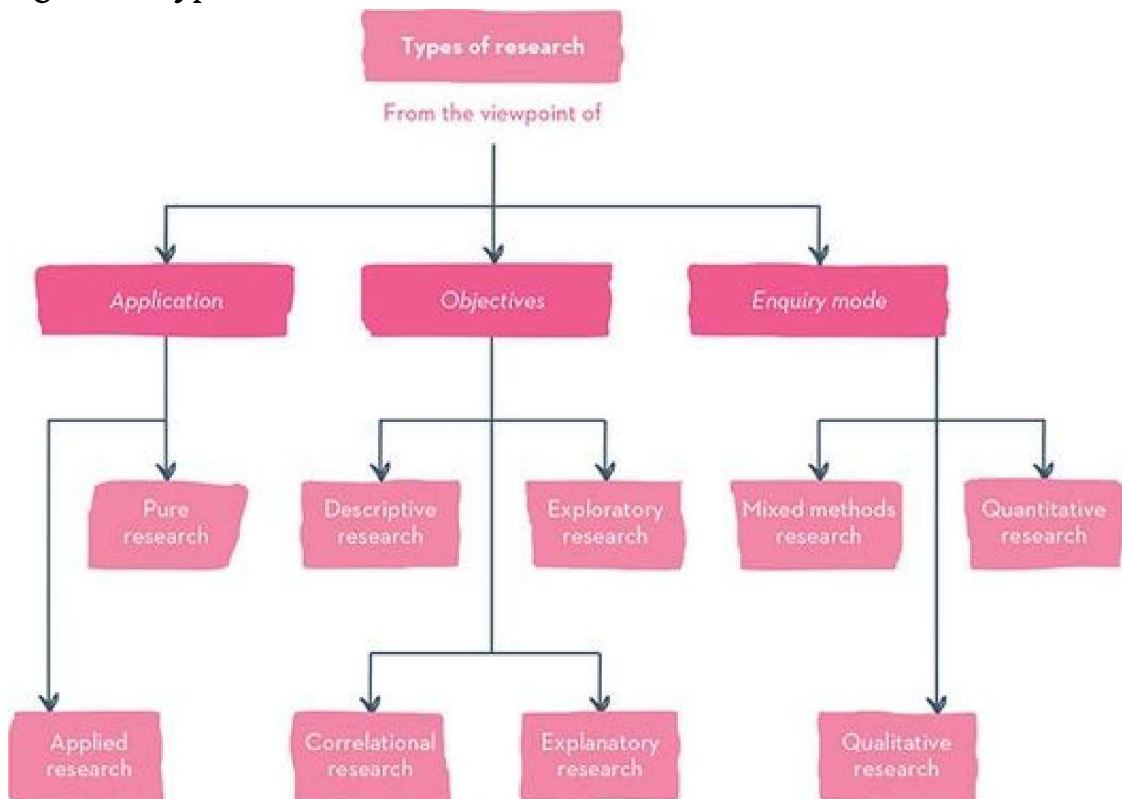 Types of research
From the viewpoint of
Application
Objectives
Enquiry mode
Pure
research
Descriptive
research
Exploratory
research
Mixed methods
research
Quantitative
research
Applied
research
Correlational
research
Explanatory
research
Qualitative
research